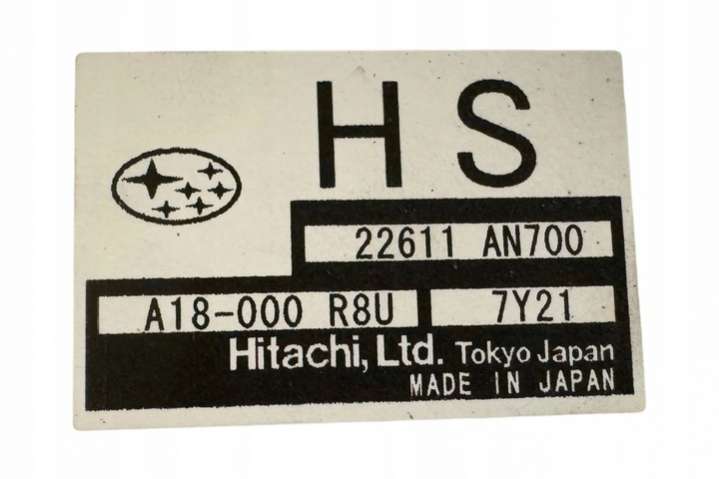 HS
22611 AN700
A18-000 R8U 7Y21
Hitachi, Ltd. Tokyo Japan
MADE IN JAPAN